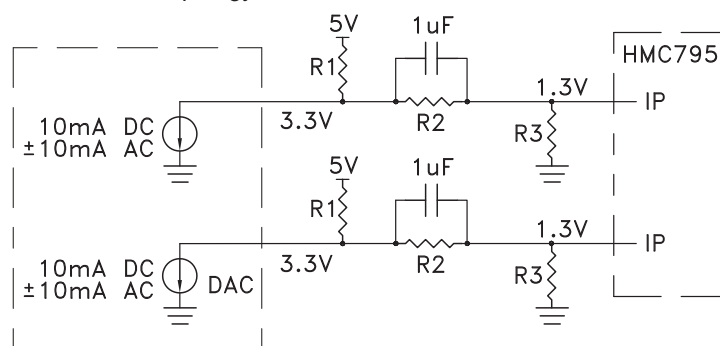 5V
1uF
R1
HMC795
1.3V
IP
3.3V
R2
R3
10mA DC
±10mA AC
5V
1uF
R1
1.3V
IP
3.3V
R2
R3
10mA DC
±10mA AC
DAC